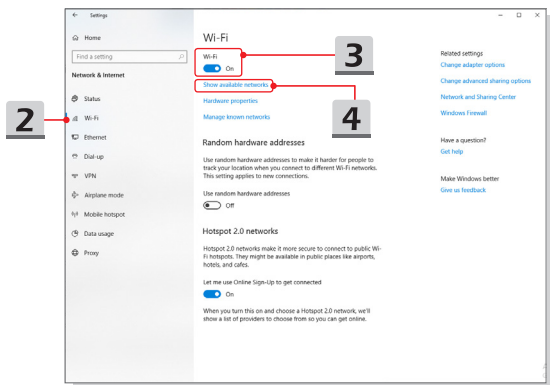 Settings
Home
Find a setting
Network & Internet
Status
Wi-Fi
Ethernet
Dial-up
VPN
Airplane mode
Mobile hotspot
Data usage
Proxy
2
Wi-Fi
Wi-Fi
On
Show available networks
Hardware properties
Manage known networks
3
4
Random hardware addresses
Use random hardware addresses to make it harder for people to
track your location when you connect to different Wi-Fi networks.
This setting applies to new connections.
Use random hardware addresses
Off
Hotspot 2.0 networks
Hotspot 2.0 networks make it more secure to connect to public Wi-
Fi hotspots. They might be available in public places like airports,
hotels, and cafes.
Let me use Online Sign-Up to get connected
On
When you turn this on and choose a Hotspot 2.0 network, we'll
show a list of providers to choose from so you can get online.
Related settings
Change adapter options
Change advanced sharing options
Network and Sharing Center
Windows Firewall
Have a question?
Get help
Make Windows better
Give us feedback